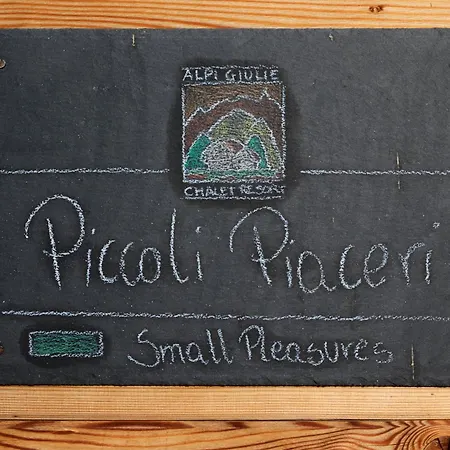 ALPI GIULIE
CHALET RESORT
Piccoli Piaceri
Small Pleasures